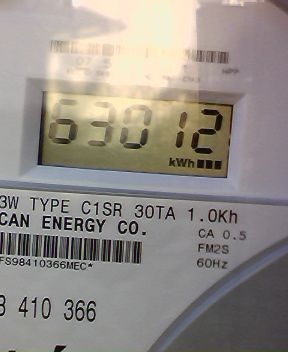 63012
kWh
3W TYPE C1SR 30TA 1.0Kh
CAN ENERGY CO.
CA 0.5
FM2S
60Hz
FS98410366MEC*
8 410 366